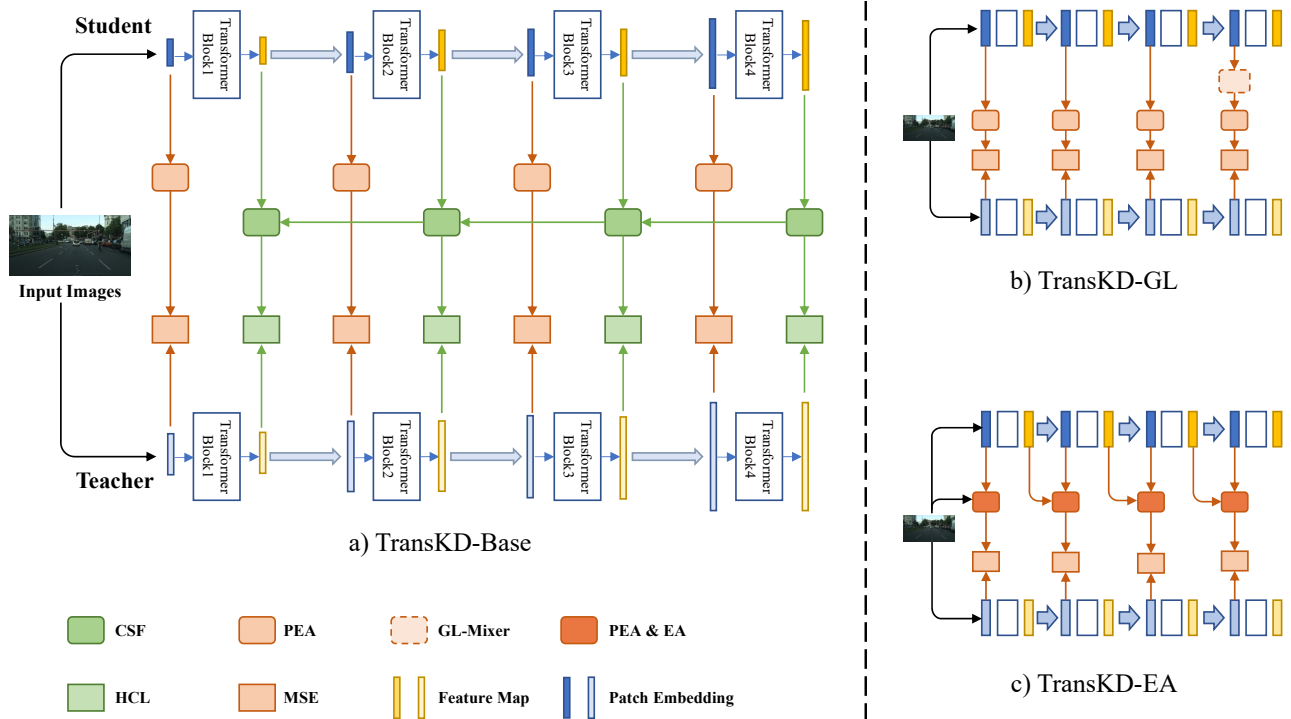 Student
Transformer
Block1
Transformer
Block2
Transformer
Block3
Transformer
Block4
Input Images
Teacher
Transformer
Block1
Transformer
Block2
Transformer
Block3
Transformer
Block4
a) TransKD-Base
b) TransKD-GL
c) TransKD-EA
CSF
PEA
GL-Mixer
PEA & EA
HCL
MSE
Feature Map
Patch Embedding